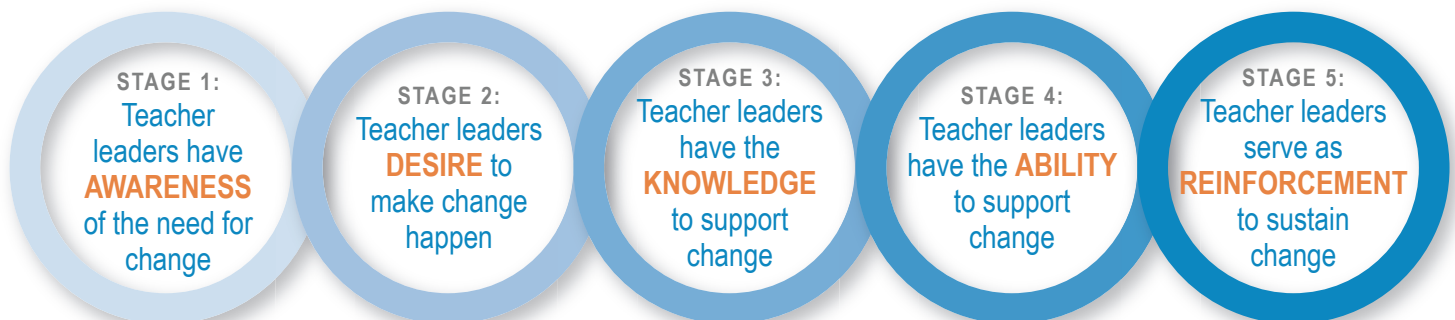 STAGE 1:
Teacher
leaders have
AWARENESS
of the need for
change
STAGE 2:
Teacher leaders
DESIRE to
make change
happen
STAGE 3:
Teacher leaders
have the
KNOWLEDGE
to support
change
STAGE 4:
Teacher leaders
have the ABILITY
to support
change
STAGE 5:
Teacher leaders
serve as
REINFORCEMENT
to sustain
change